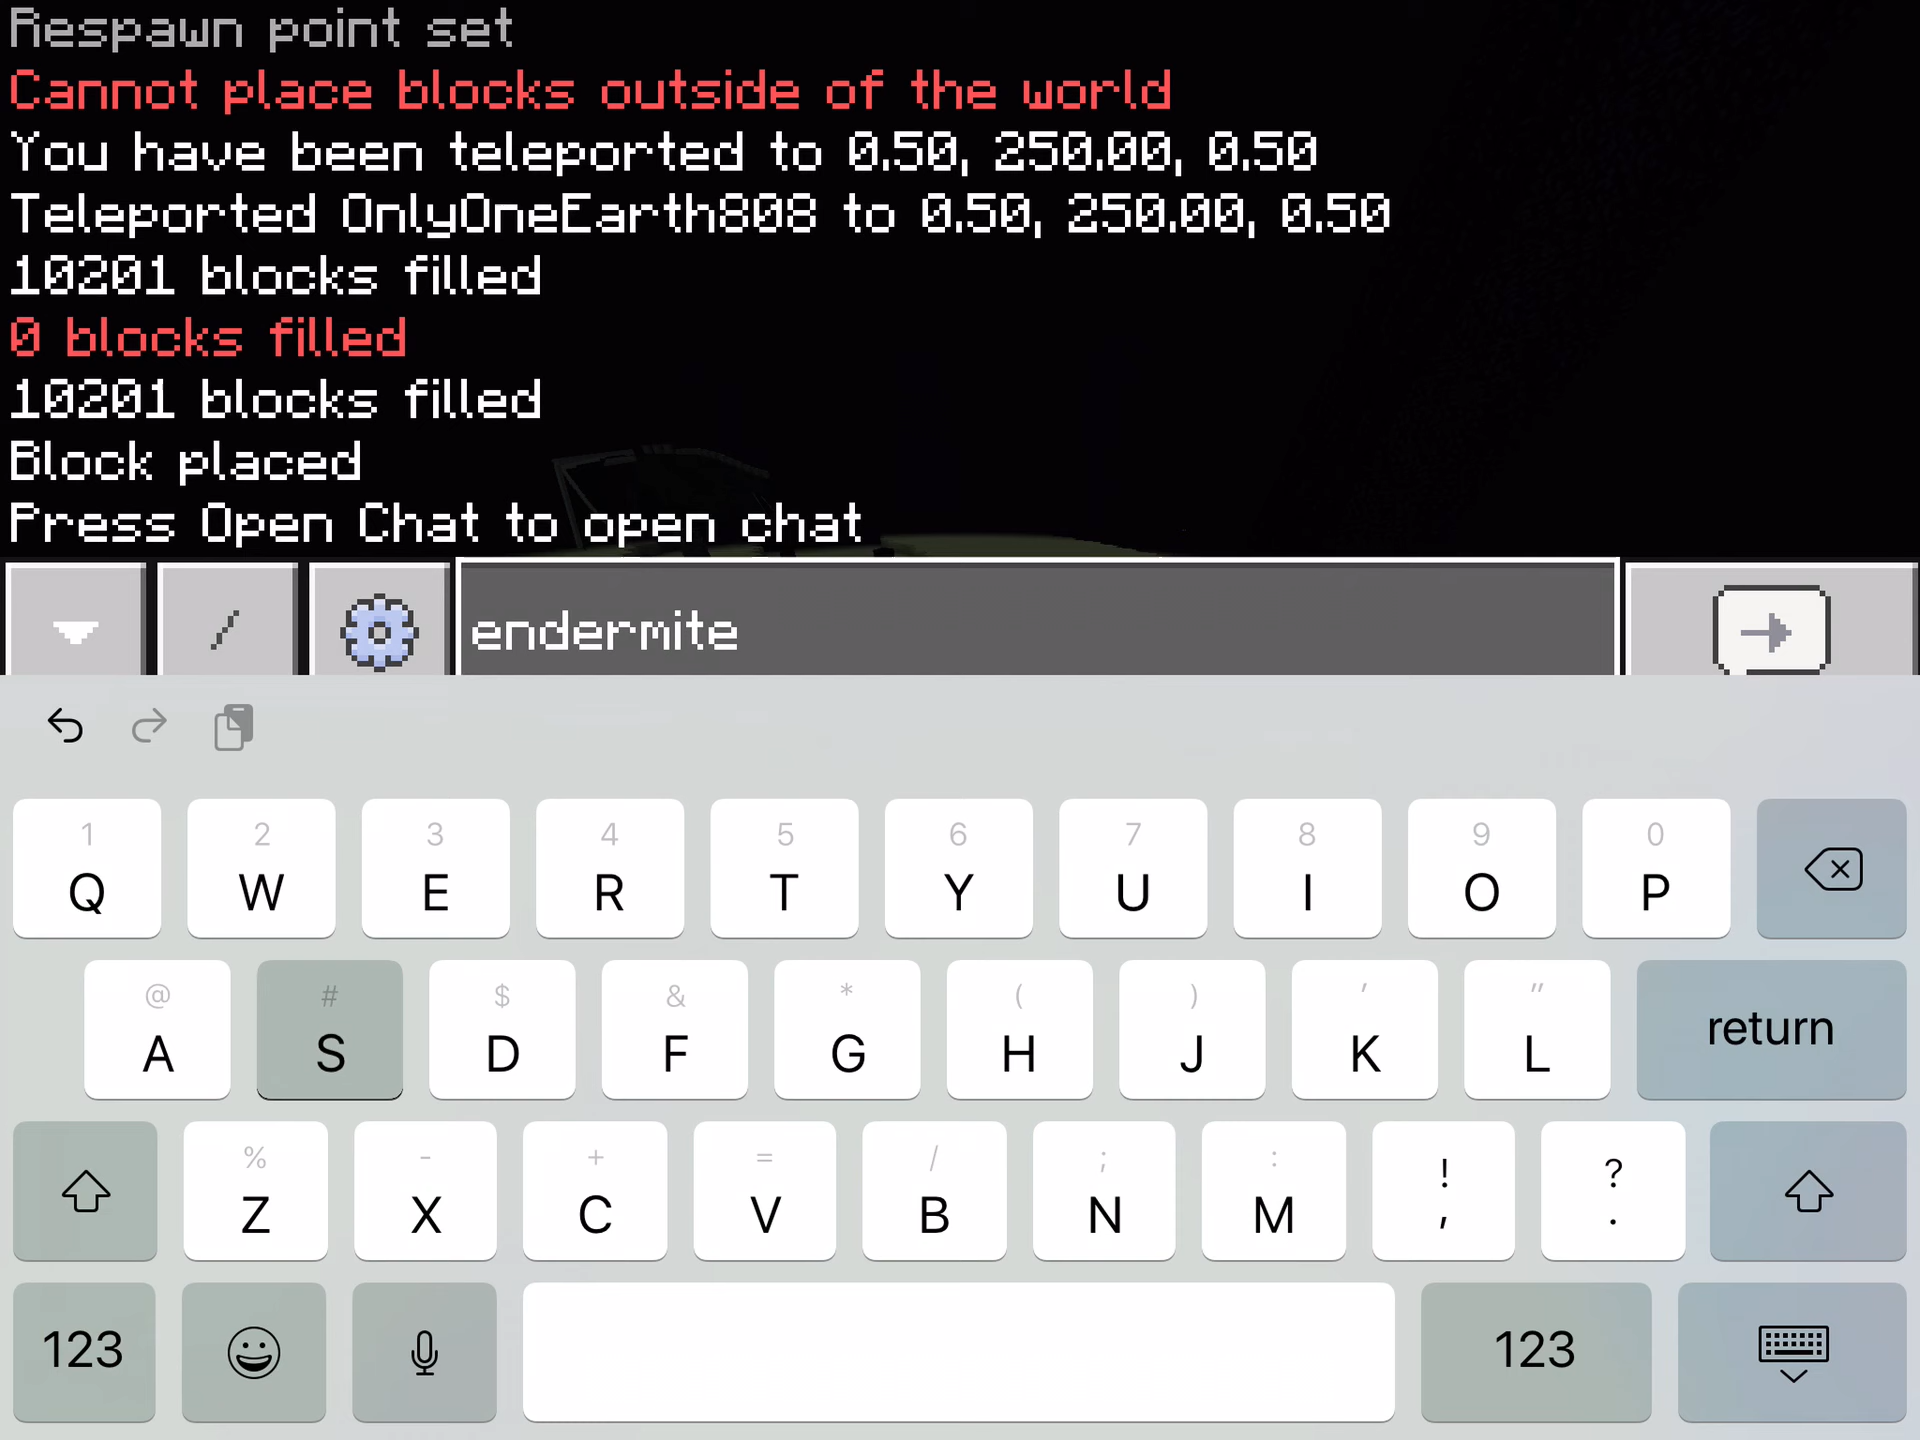 Respawn point set
Cannot place blocks outside of the world
You have been teleported to 0.50, 250.00, 0.50
Teleported OnlyOneEarth808 to 0.50, 250.00, 0.50
10201 blocks filled
0 blocks filled
10201 blocks filled
Block placed
Press Open Chat to open chat
/ endermite
1 2 3 4 5 6 7 8 9 0
Q W E R T Y U I O P
@ # $ & * ( ) ' "
A S D F G H J K L return
% - + = / ; : ! ?
Z X C V B N M , .
123 123